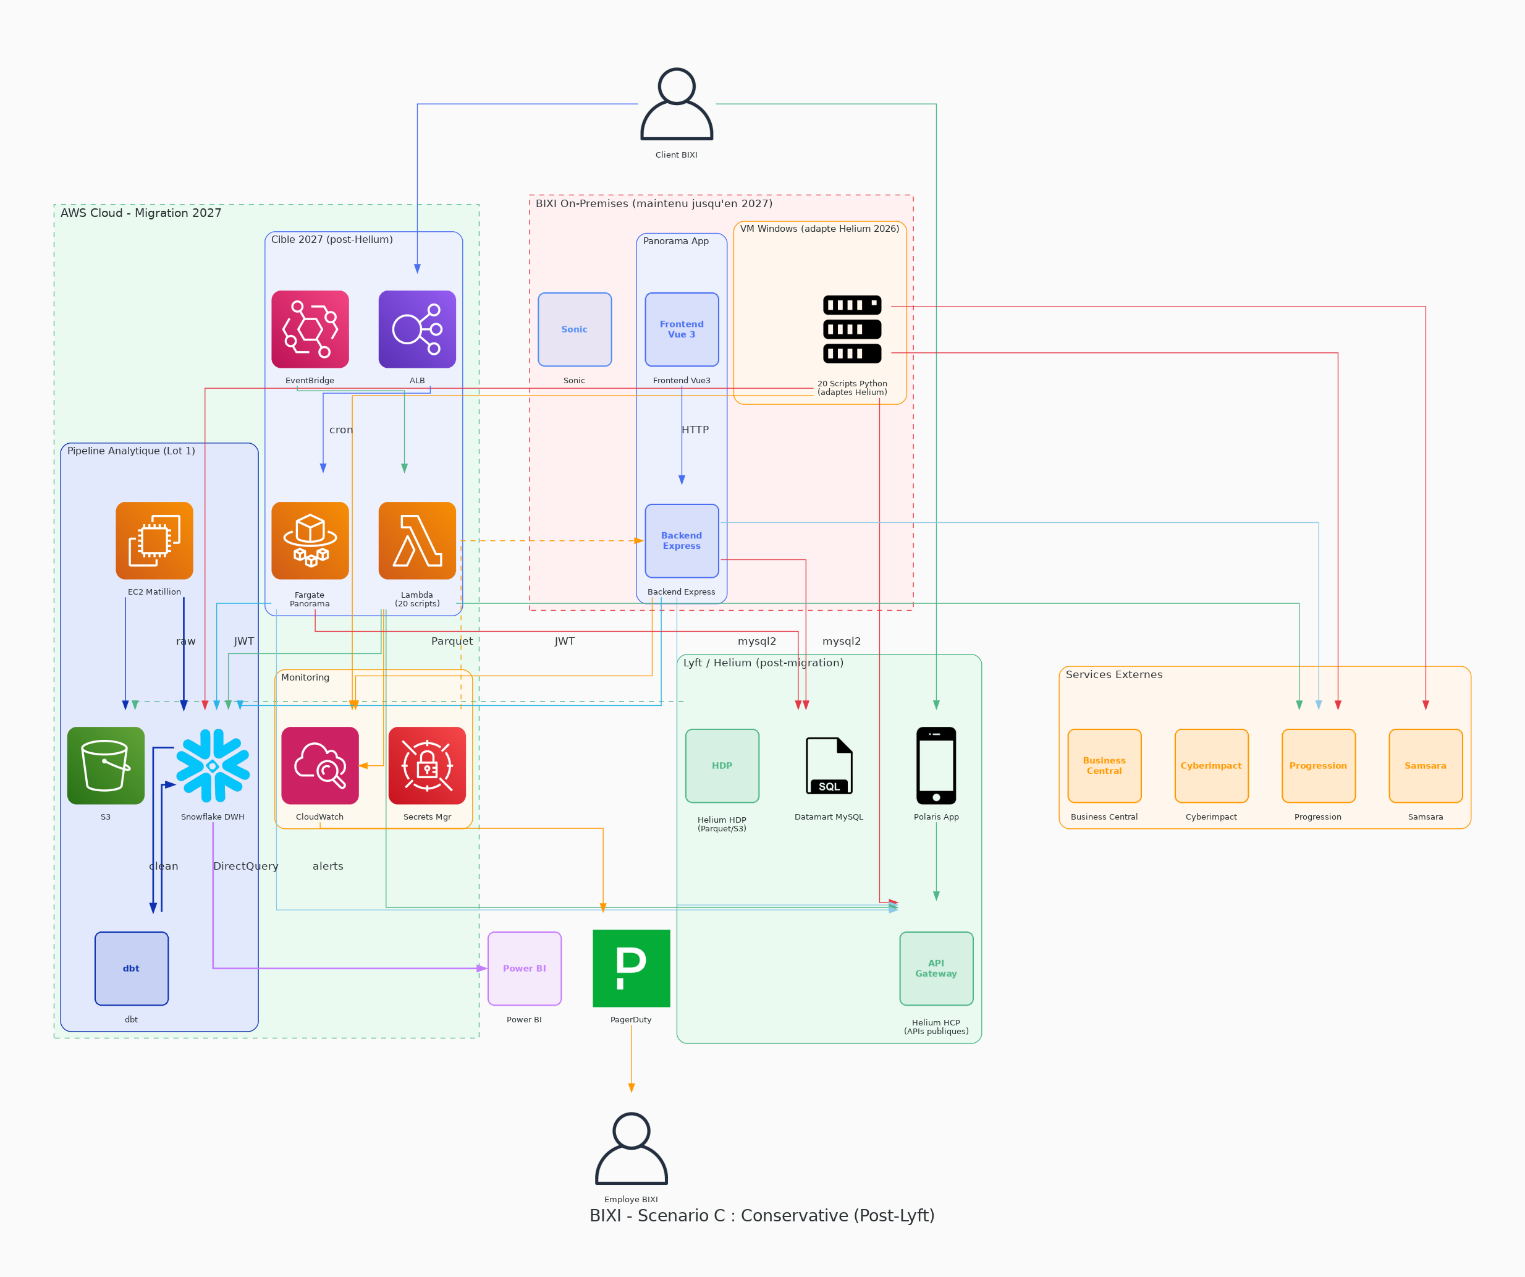 Client BIXI
AWS Cloud - Migration 2027
BIXI On-Premises (maintenu jusqu'en 2027)
Cible 2027 (post-Helium)
Panorama App
VM Windows (adapte Helium 2026)
Sonic
Frontend
Vue 3
EventBridge
ALB
Sonic
Frontend Vue3
20 Scripts Python
(adaptes Helium)
cron
HTTP
Pipeline Analytique (Lot 1)
Backend
Express
EC2 Matillion
Fargate
Panorama
Lambda
(20 scripts)
Backend Express
raw
JWT
Parquet
JWT
mysql2
mysql2
Monitoring
Lyft / Helium (post-migration)
Services Externes
HDP
SQL
Business
Central
Cyberimpact
Progression
Samsara
S3
Snowflake DWH
CloudWatch
Secrets Mgr
Helium HDP
(Parquet/S3)
Datamart MySQL
Polaris App
Business Central
Cyberimpact
Progression
Samsara
clean
DirectQuery
alerts
dbt
Power BI
P
API
Gateway
dbt
Power BI
PagerDuty
Helium HCP
(APIs publiques)
Employe BIXI
BIXI - Scenario C : Conservative (Post-Lyft)